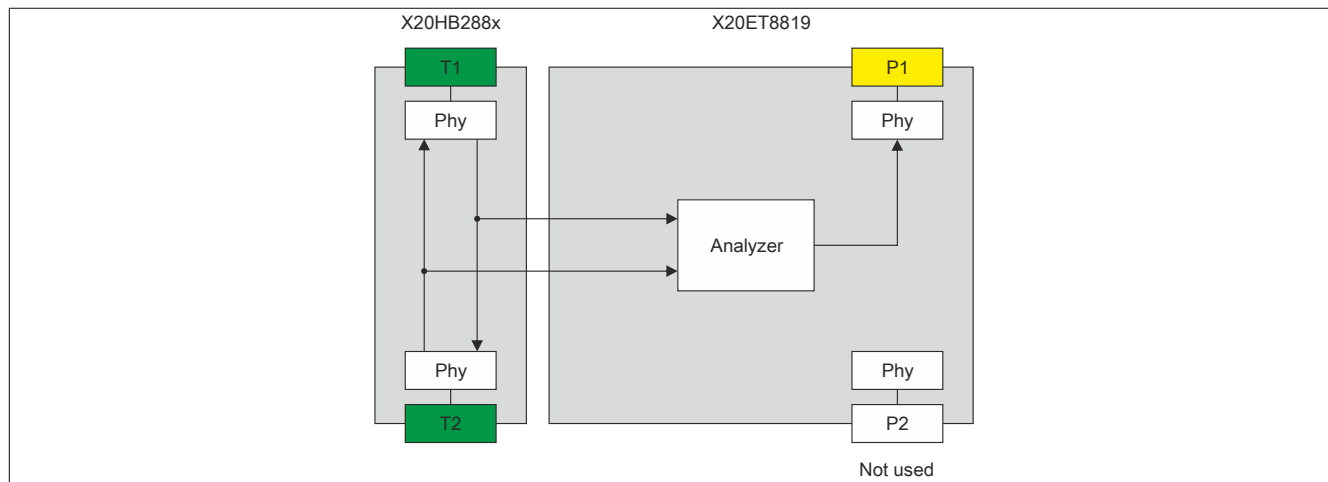 X20HB288x
X20ET8819
T1
P1
Phy
Phy
Analyzer
Phy
Phy
T2
P2
Not used